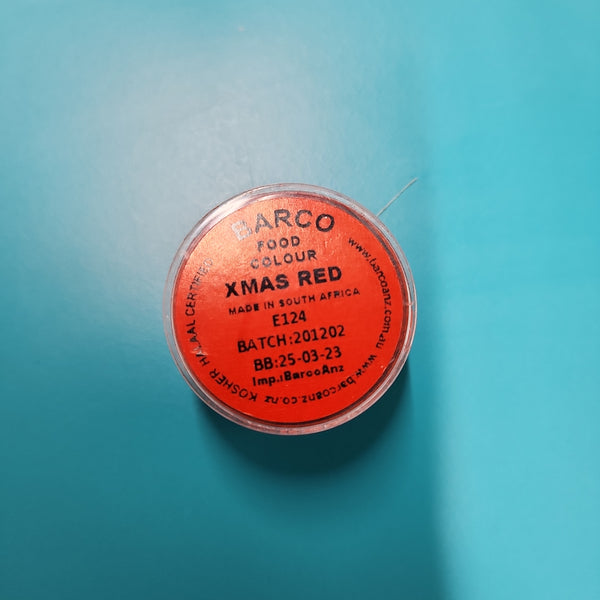 BARCO
FOOD
COLOUR
XMAS RED
MADE IN SOUTH AFRICA
E124
BATCH:201202
BB:25-03-23
Imp.:BarcoAnz
KOSHER HALAAL CERTIFIED
www.barcoanz.com.au www.barcoanz.co.nz